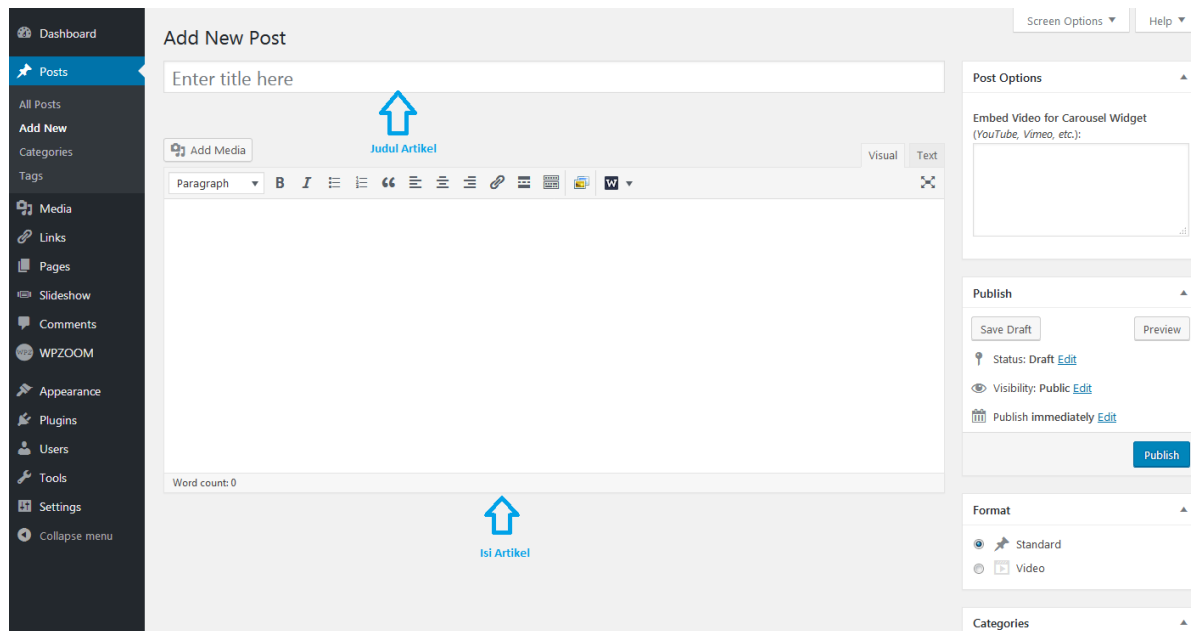 Screen Options
Help
Dashboard
Posts
All Posts
Add New
Categories
Tags
Media
Links
Pages
Slideshow
Comments
WPZOOM
Appearance
Plugins
Users
Tools
Settings
Collapse menu
Add New Post
Enter title here
Judul Artikel
Add Media
Visual
Text
Paragraph
B
I
W
Word count: 0
Isi Artikel
Post Options
Embed Video for Carousel Widget
(YouTube, Vimeo, etc.):
Publish
Save Draft
Preview
Status: Draft Edit
Visibility: Public Edit
Publish immediately Edit
Publish
Format
Standard
Video
Categories